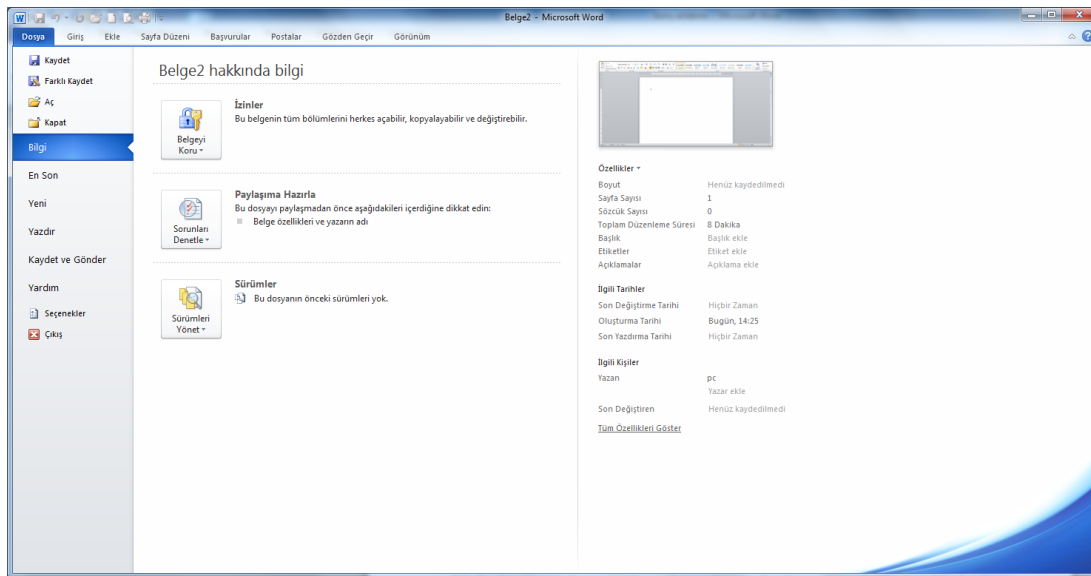 Belge2 - Microsoft Word
Dosya Giriş Ekle Sayfa Düzeni Başvurular Postalar Gözden Geçir Görünüm
Kaydet
Farklı Kaydet
Aç
Kapat
Bilgi
En Son
Yeni
Yazdır
Kaydet ve Gönder
Yardım
Seçenekler
Çıkış
Belge2 hakkında bilgi
Belgeyi
Koru
İzinler
Bu belgenin tüm bölümlerini herkes açabilir, kopyalayabilir ve değiştirebilir.
Sorunları
Denetle
Paylaşıma Hazırla
Bu dosyayı paylaşmadan önce aşağıdakileri içerdiğine dikkat edin:
Belge özellikleri ve yazarın adı
Sürümleri
Yönet
Sürümler
Bu dosyanın önceki sürümleri yok.
Özellikler
Boyut Henüz kaydedilmedi
Sayfa Sayısı 1
Sözcük Sayısı 0
Toplam Düzenleme Süresi 8 Dakika
Başlık Başlık ekle
Etiketler Etiket ekle
Açıklamalar Açıklama ekle
İlgili Tarihler
Son Değiştirme Tarihi Hiçbir Zaman
Oluşturma Tarihi Bugün, 14:25
Son Yazdırma Tarihi Hiçbir Zaman
İlgili Kişiler
Yazan pc
Yazar ekle
Son Değiştiren Henüz kaydedilmedi
Tüm Özellikleri Göster